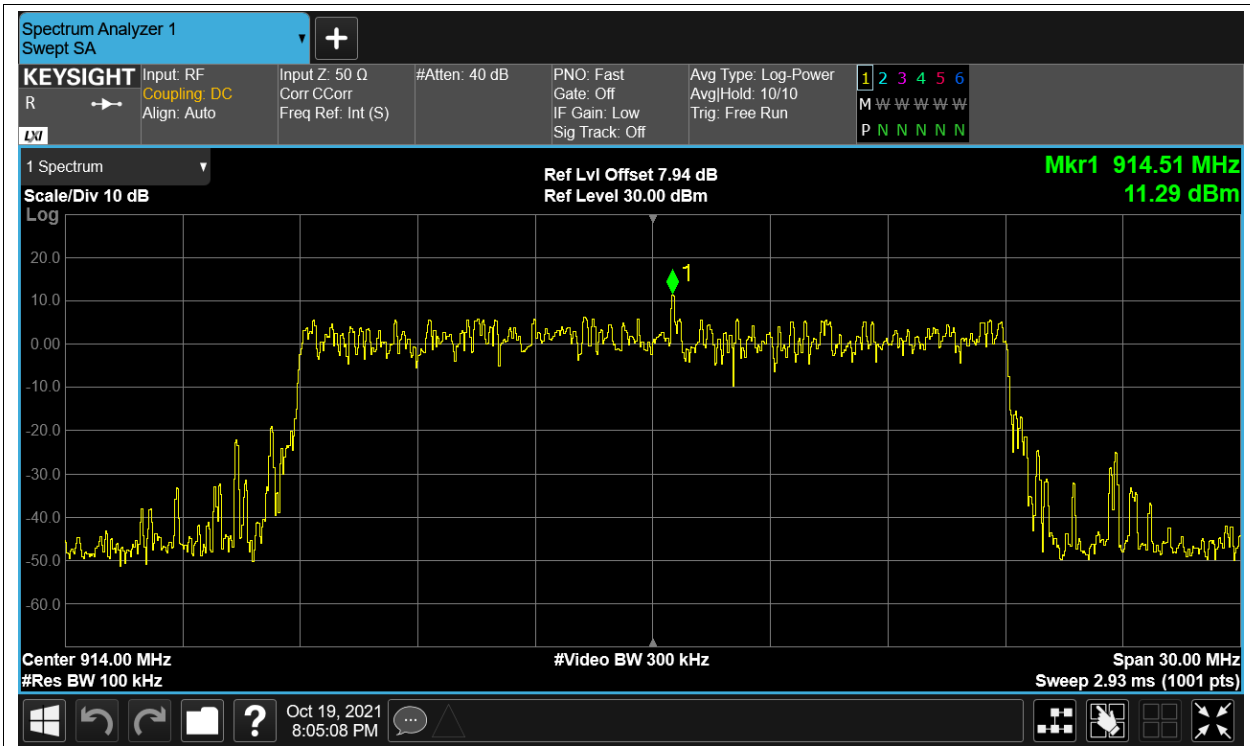 Spectrum Analyzer 1
Swept SA
KEYSIGHT
R
LXI
Input: RF
Coupling: DC
Align: Auto
Input Z: 50 Ω
Corr CCorr
Freq Ref: Int (S)
#Atten: 40 dB
PNO: Fast
Gate: Off
IF Gain: Low
Sig Track: Off
Avg Type: Log-Power
Avg|Hold: 10/10
Trig: Free Run
1 2 3 4 5 6
M W W W W W W
P N N N N N N
1 Spectrum
Scale/Div 10 dB
Ref Lvl Offset 7.94 dB
Ref Level 30.00 dBm
Mkr1 914.51 MHz
11.29 dBm
Log
20.0
10.0
0.00
-10.0
-20.0
-30.0
-40.0
-50.0
-60.0
1
Center 914.00 MHz
#Res BW 100 kHz
#Video BW 300 kHz
Span 30.00 MHz
Sweep 2.93 ms (1001 pts)
?
Oct 19, 2021
8:05:08 PM